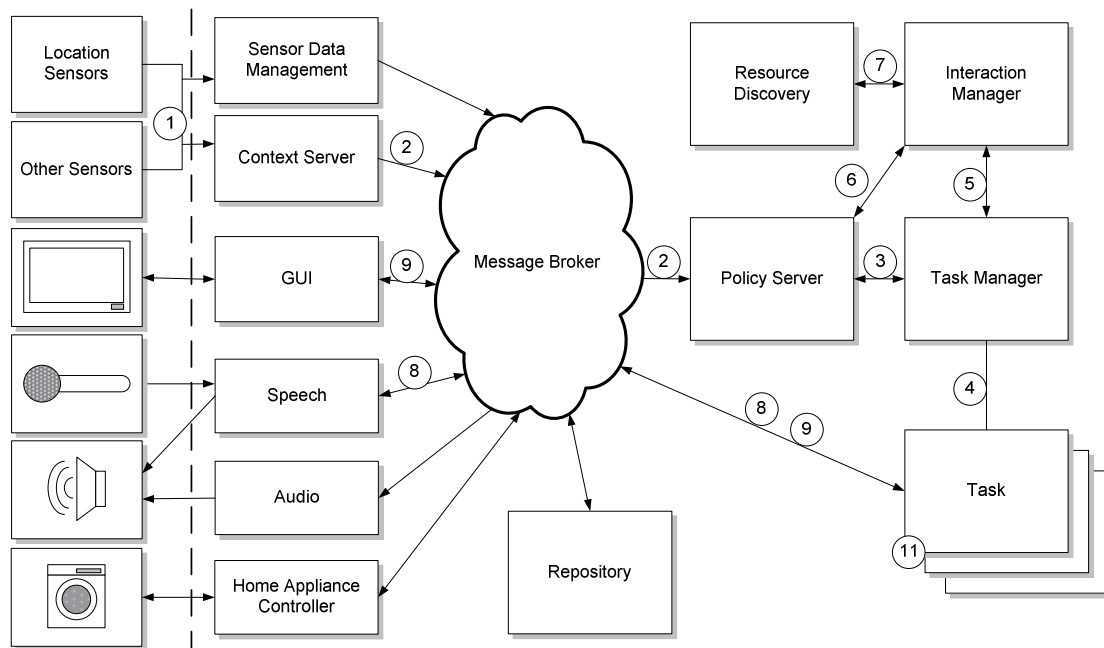 Location
Sensors
Other Sensors
1
Sensor Data
Management
Context Server
2
GUI
9
Speech
8
Audio
Home Appliance
Controller
Message Broker
Repository
2
Resource
Discovery
7
Interaction
Manager
6
5
Policy Server
3
Task Manager
4
8
9
Task
11